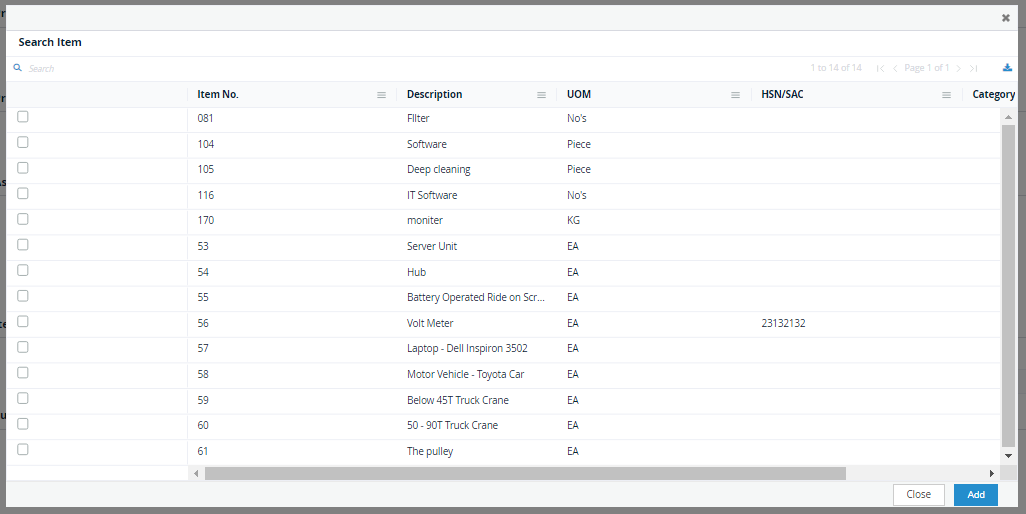 Search Item
Search 1 to 14 of 14 Page 1 of 1
Item No. Description UOM HSN/SAC Category
081 FIlter No's
104 Software Piece
105 Deep cleaning Piece
116 IT Software No's
170 moniter KG
53 Server Unit EA
54 Hub EA
55 Battery Operated Ride on Scr... EA
56 Volt Meter EA 23132132
57 Laptop - Dell Inspiron 3502 EA
58 Motor Vehicle - Toyota Car EA
59 Below 45T Truck Crane EA
60 50 - 90T Truck Crane EA
61 The pulley EA
Close Add